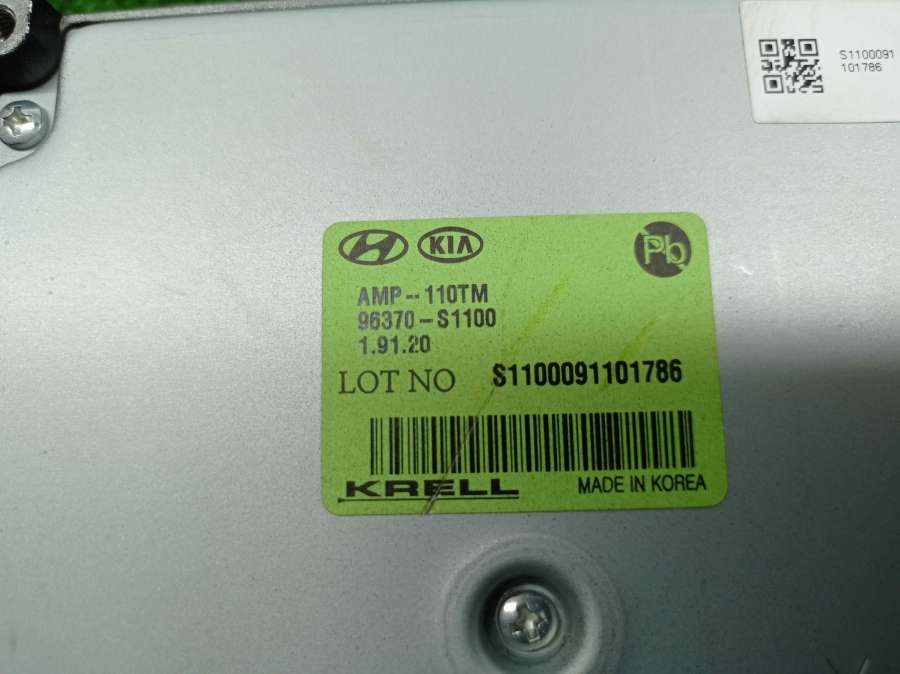 S1100091
101786
KIA
Pb
AMP--110TM
96370-S1100
1.91.20
LOT NO S1100091101786
KRELL MADE IN KOREA